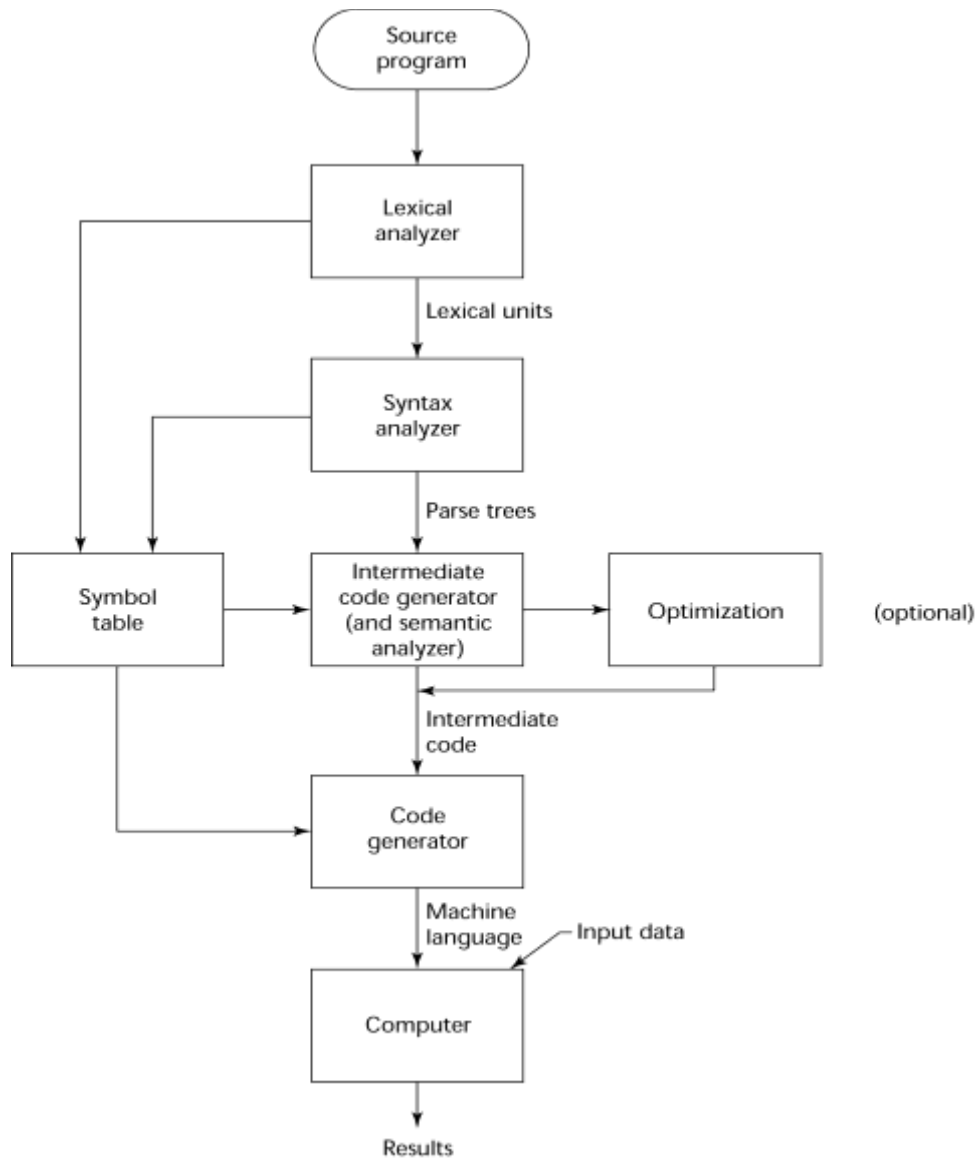 Source
program
Lexical
analyzer
Lexical units
Syntax
analyzer
Parse trees
Symbol
table
Intermediate
code generator
(and semantic
analyzer)
Optimization
(optional)
Intermediate
code
Code
generator
Machine
language
Input data
Computer
Results